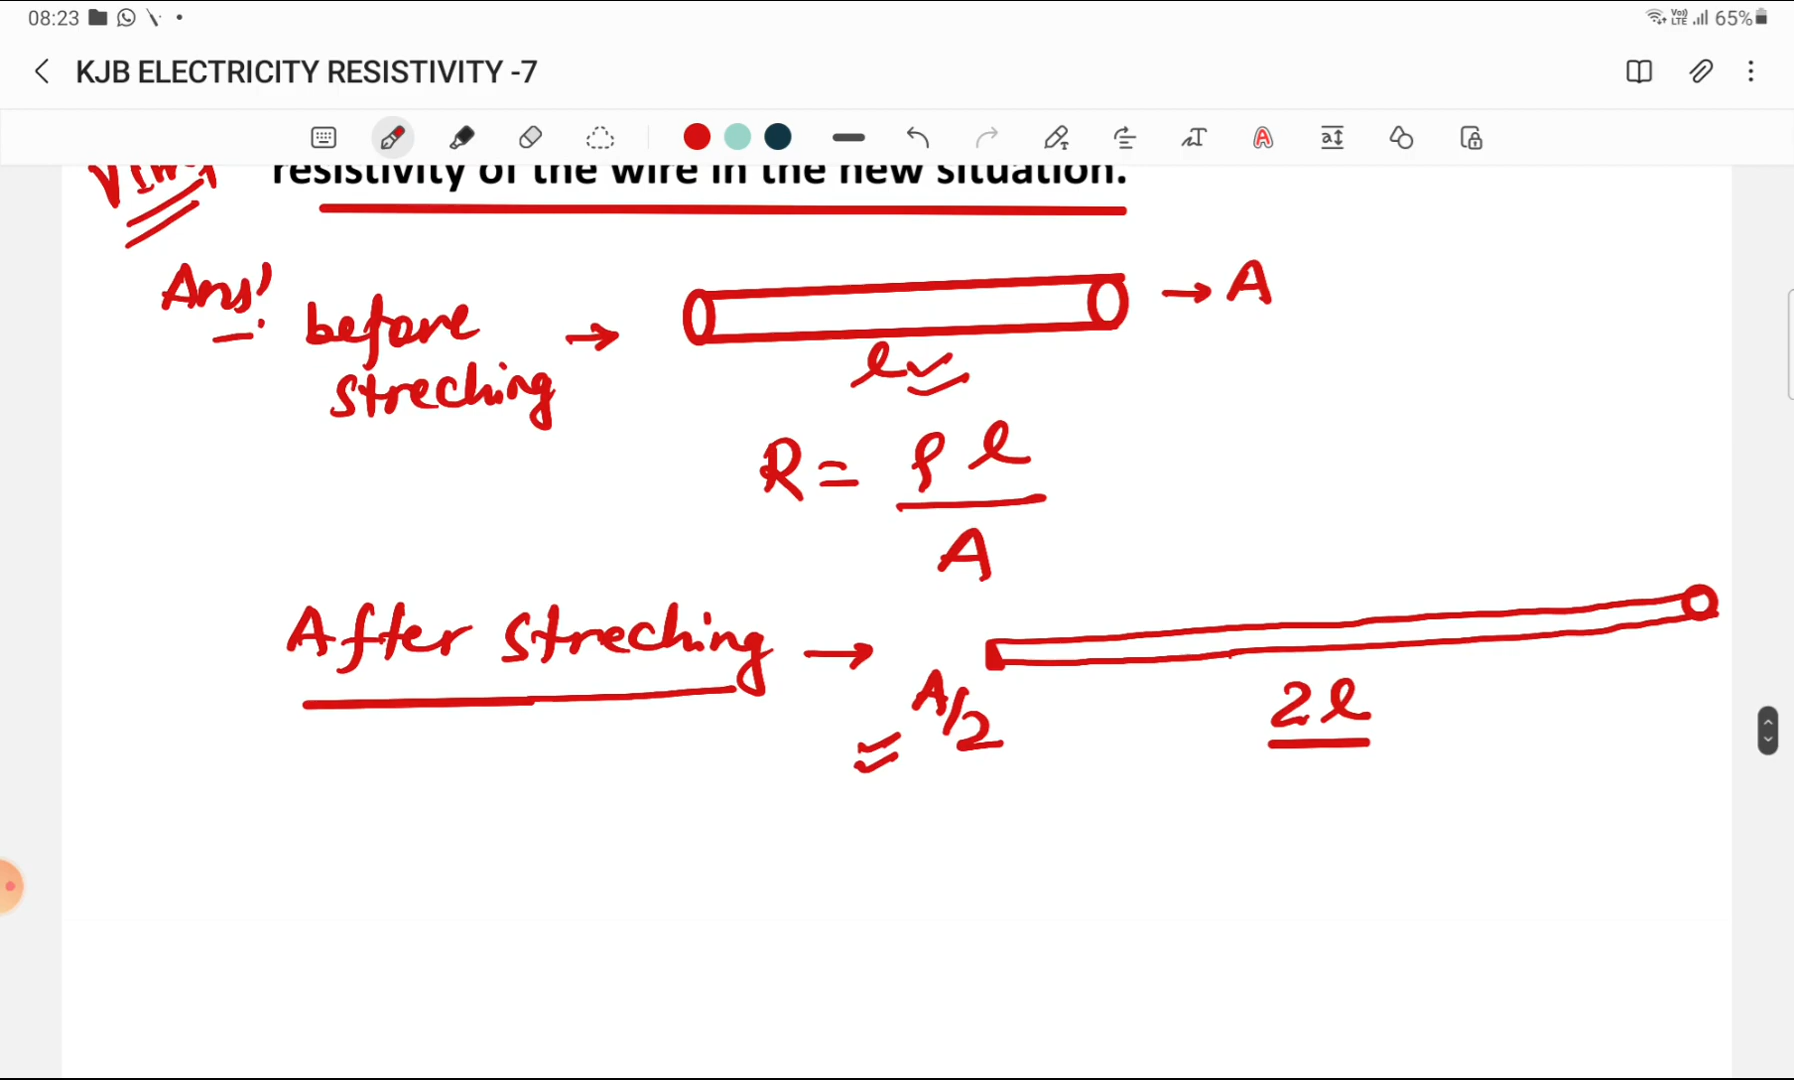 08:23
65%
KJB ELECTRICITY RESISTIVITY -7
resistivity of the wire in the new situation.
Ans!
before → → A
streching
l
R = ρ l
A
After streching →
A/2
2l